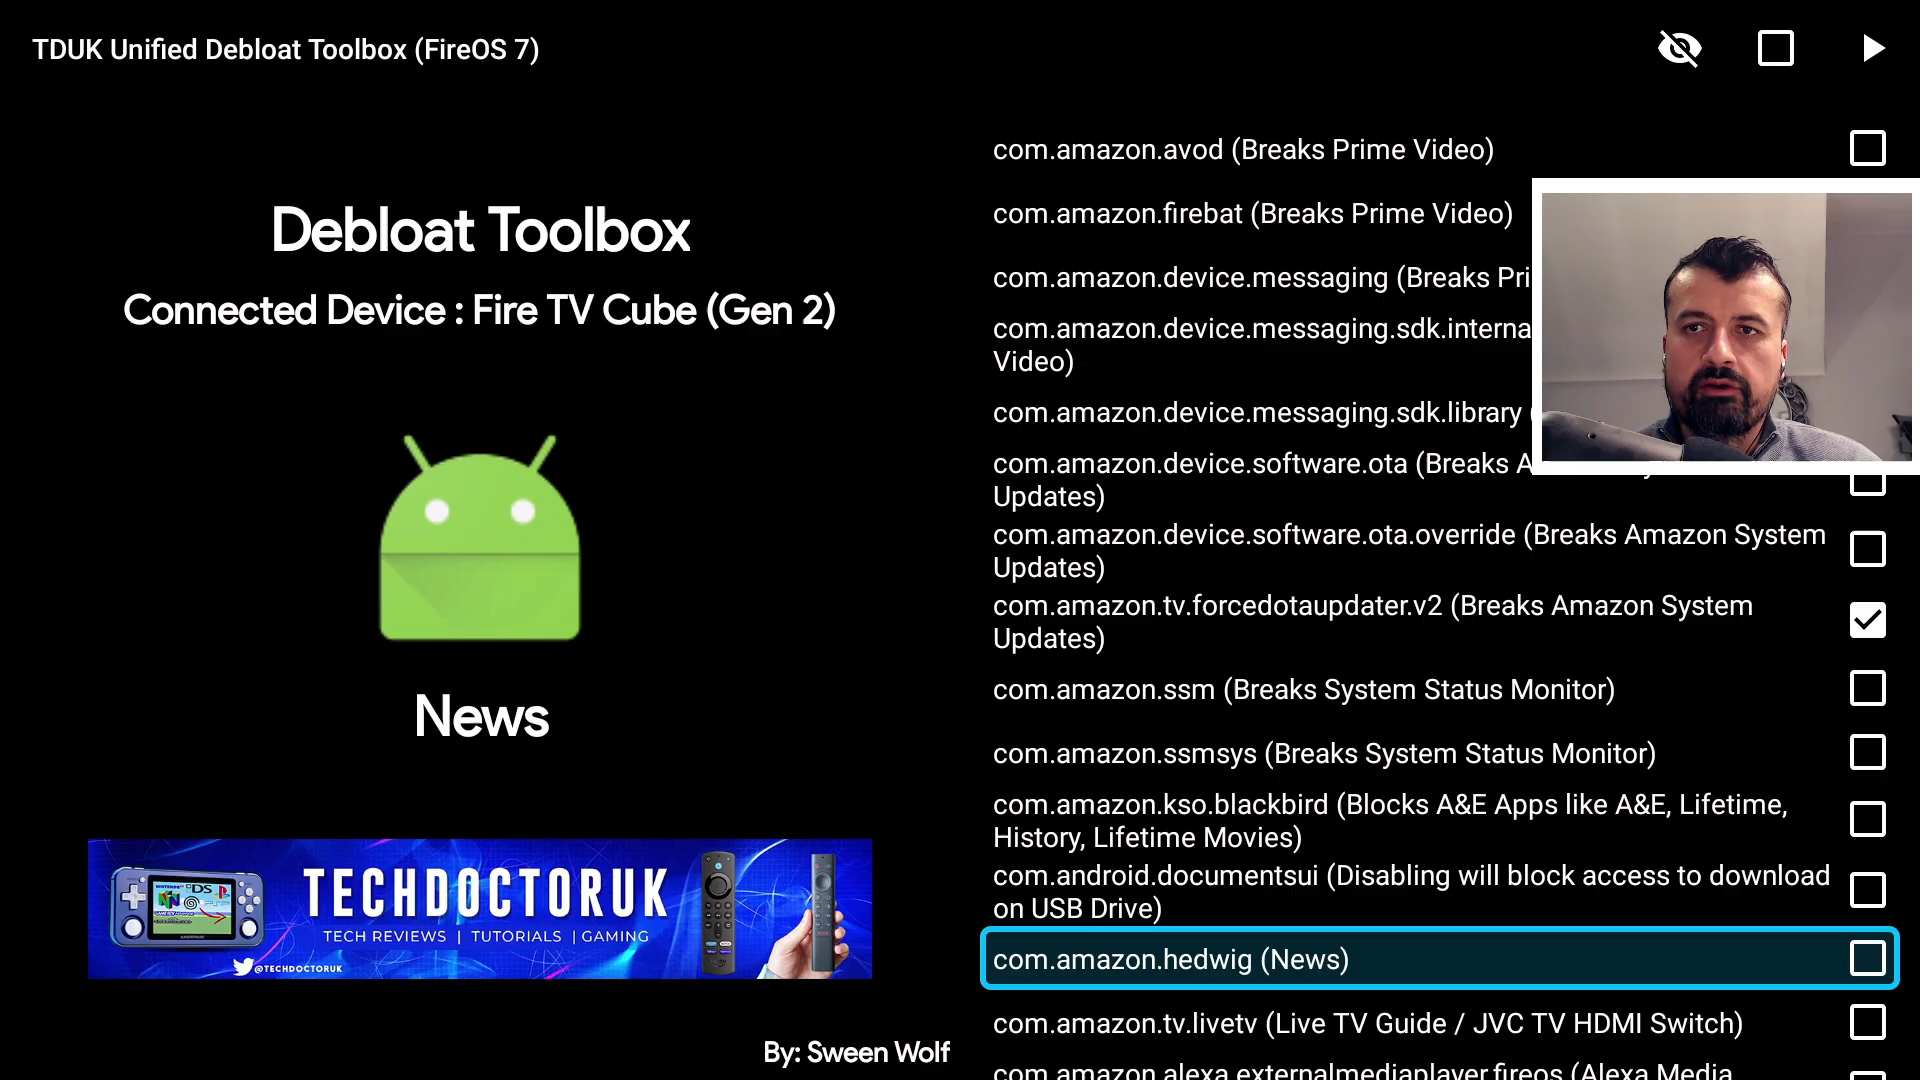 TDUK Unified Debloat Toolbox (FireOS 7)
Debloat Toolbox
Connected Device : Fire TV Cube (Gen 2)
News
TECHDOCTORUK
TECH REVIEWS | TUTORIALS | GAMING
@TECHDOCTORUK
By: Sween Wolf
com.amazon.avod (Breaks Prime Video)
com.amazon.firebat (Breaks Prime Video)
com.amazon.device.messaging (Breaks Pri
com.amazon.device.messaging.sdk.interna
Video)
com.amazon.device.messaging.sdk.library
com.amazon.device.software.ota (Breaks A
Updates)
com.amazon.device.software.ota.override (Breaks Amazon System
Updates)
com.amazon.tv.forcedotaupdater.v2 (Breaks Amazon System
Updates)
com.amazon.ssm (Breaks System Status Monitor)
com.amazon.ssmsys (Breaks System Status Monitor)
com.amazon.kso.blackbird (Blocks A&E Apps like A&E, Lifetime,
History, Lifetime Movies)
com.android.documentsui (Disabling will block access to download
on USB Drive)
com.amazon.hedwig (News)
com.amazon.tv.livetv (Live TV Guide / JVC TV HDMI Switch)
com.amazon.alexa.externalmediaplayer.fireos (Alexa Media